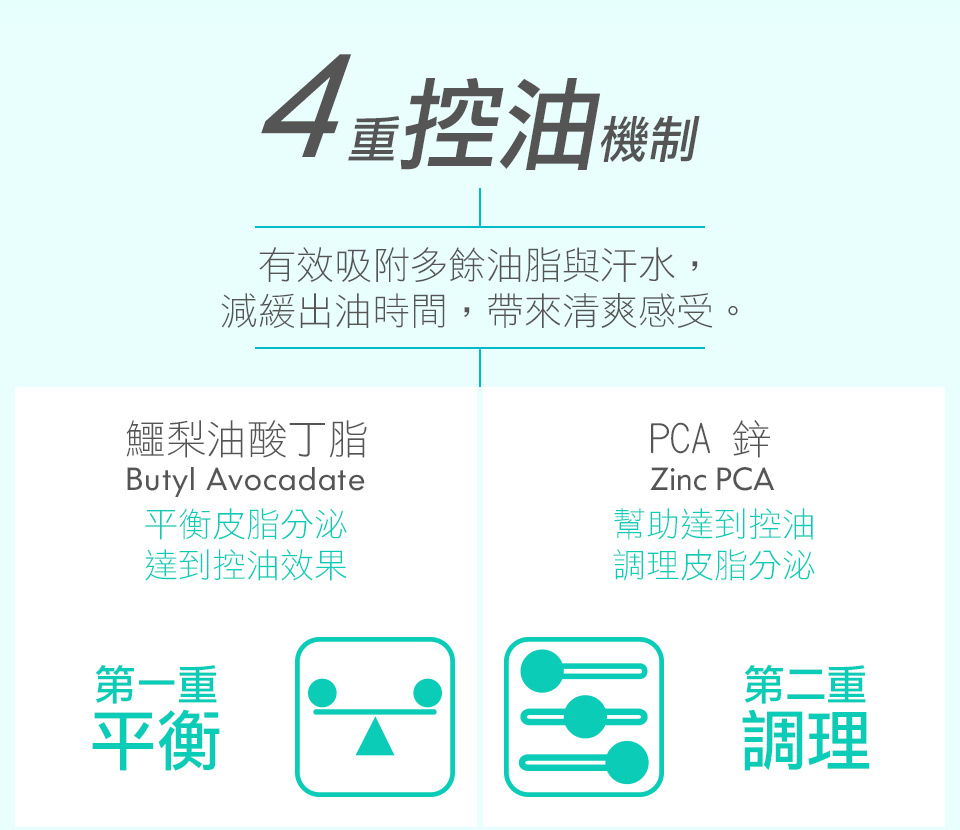 4重控油機制
有效吸附多餘油脂與汗水，
減緩出油時間，帶來清爽感受。
鱷梨油酸丁脂
Butyl Avocadate
平衡皮脂分泌
達到控油效果
第一重
平衡
PCA 鋅
Zinc PCA
幫助達到控油
調理皮脂分泌
第二重
調理